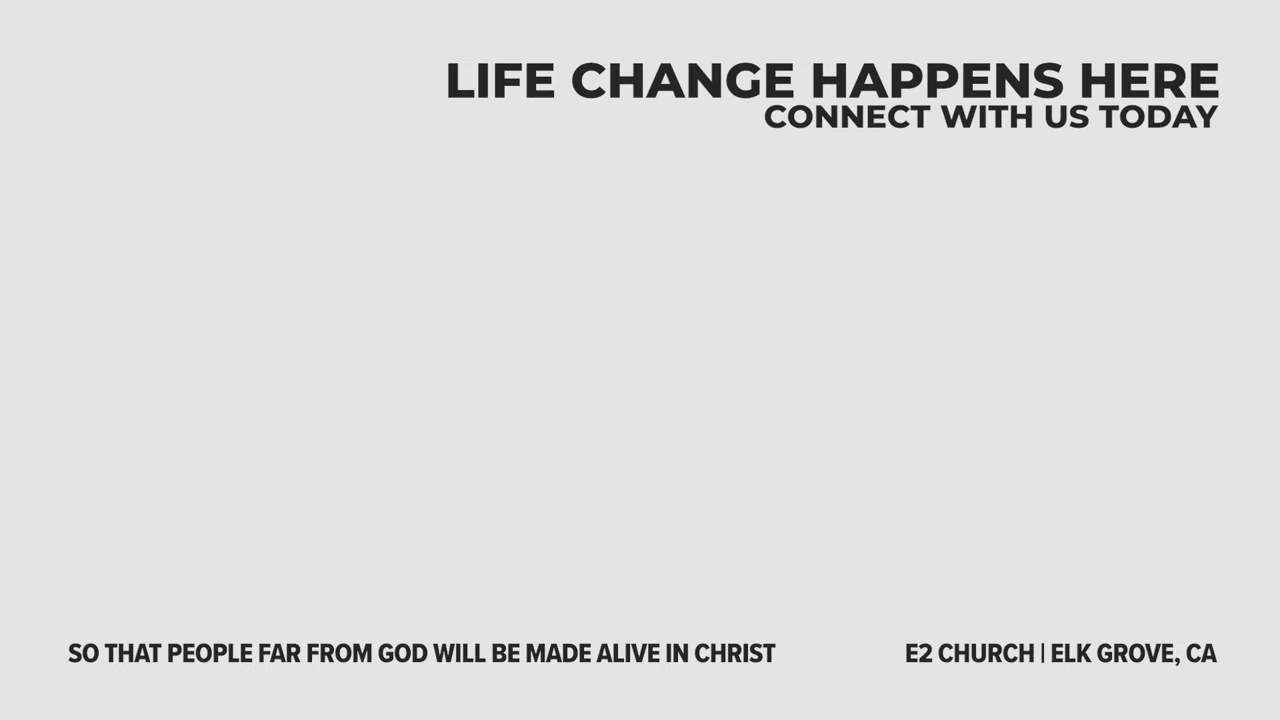 LIFE CHANGE HAPPENS HERE
CONNECT WITH US TODAY
SO THAT PEOPLE FAR FROM GOD WILL BE MADE ALIVE IN CHRIST
E2 CHURCH | ELK GROVE, CA